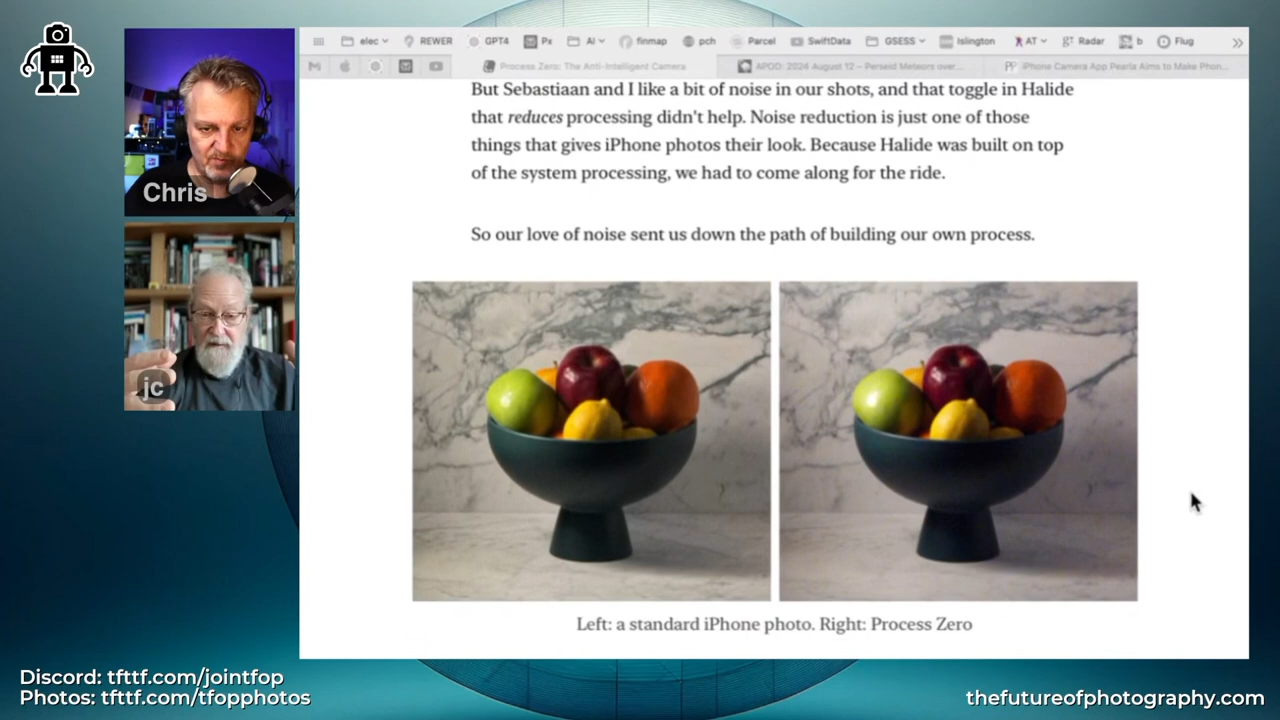 elec
REWER
GPT4
Px
AI
finmap
pch
Parcel
SwiftData
GSESS
Islington
AT
Radar
b
Flup
Process Zero: The Anti-Intelligent Camera
APOD: 2024 August 12 – Perseid Meteors over...
iPhone Camera App Pearla Aims to Make Phon...
But Sebastiaan and I like a bit of noise in our shots, and that toggle in Halide
that reduces processing didn't help. Noise reduction is just one of those
things that gives iPhone photos their look. Because Halide was built on top
of the system processing, we had to come along for the ride.
So our love of noise sent us down the path of building our own process.
Left: a standard iPhone photo. Right: Process Zero
Chris
jc
Discord: tfttf.com/jointfop
Photos: tfttf.com/tfopphotos
thefutureofphotography.com